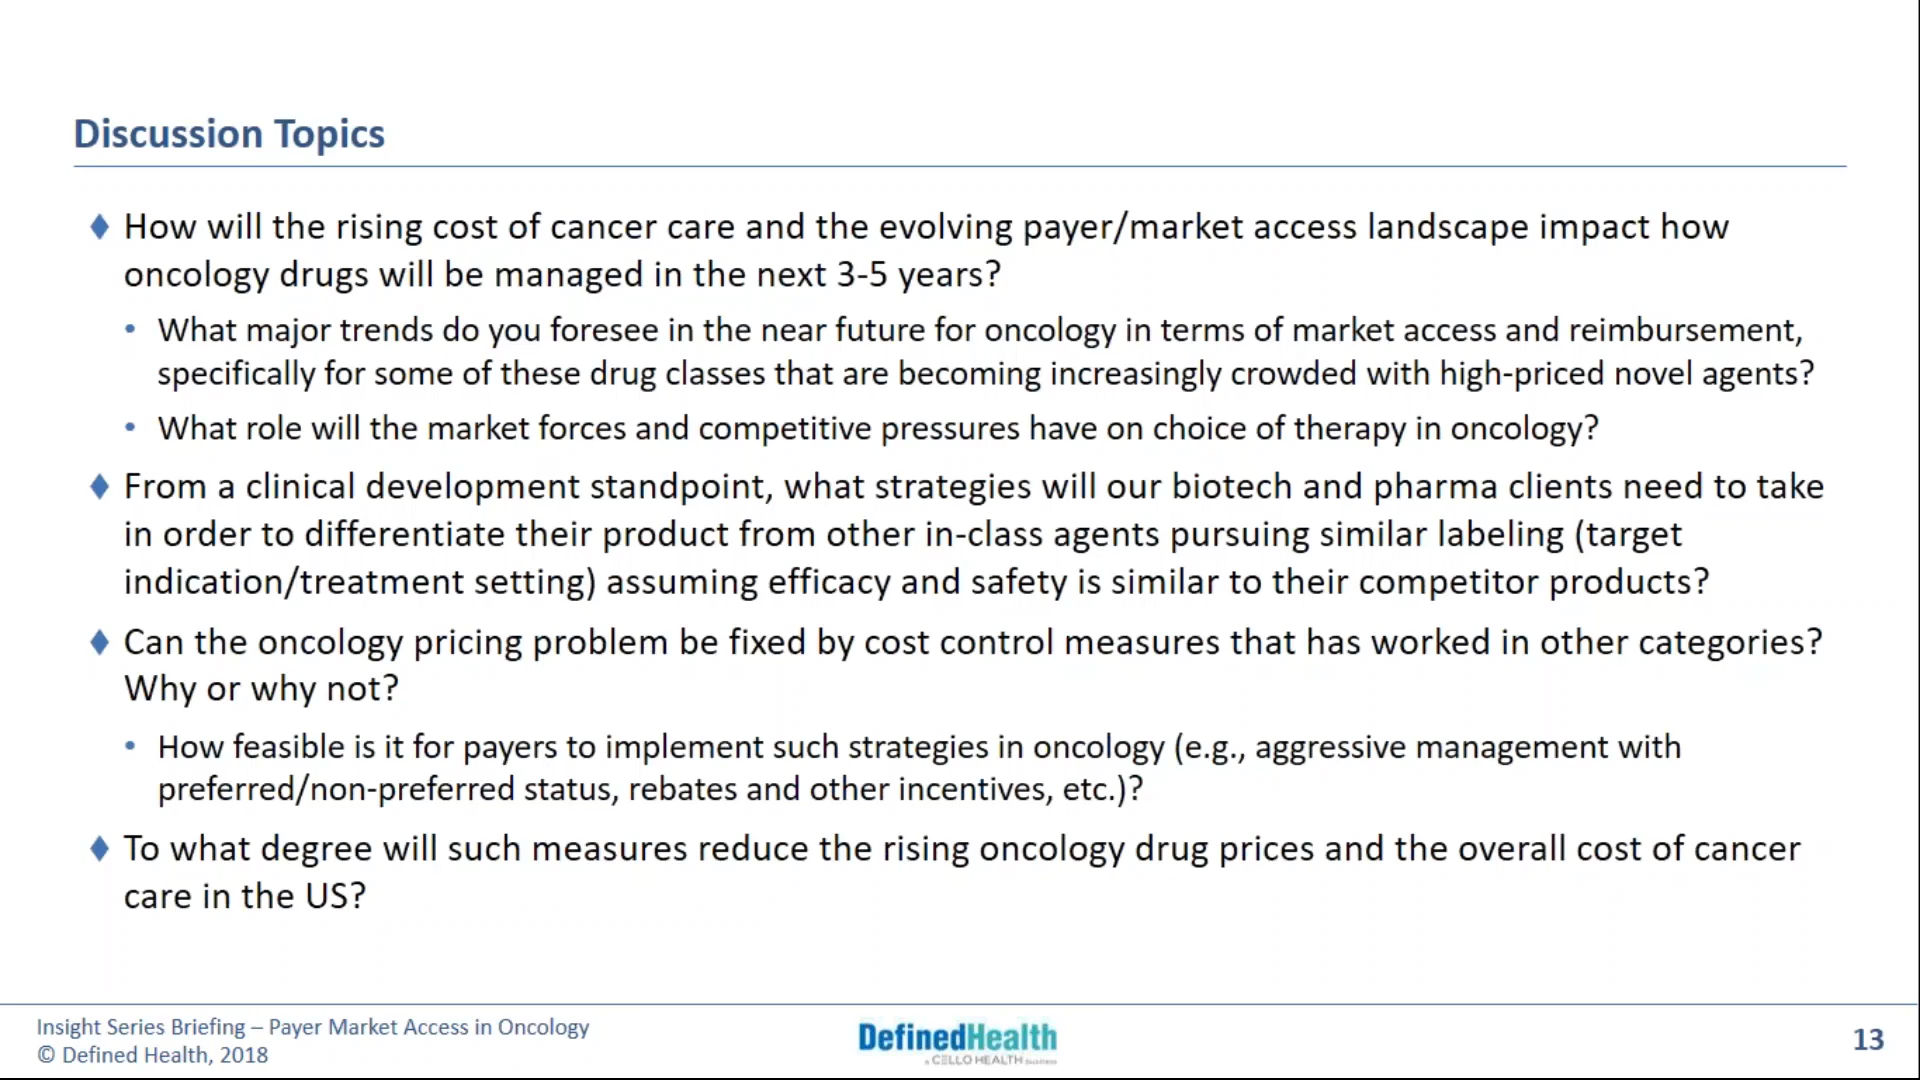 Discussion Topics
How will the rising cost of cancer care and the evolving payer/market access landscape impact how
oncology drugs will be managed in the next 3-5 years?
What major trends do you foresee in the near future for oncology in terms of market access and reimbursement,
specifically for some of these drug classes that are becoming increasingly crowded with high-priced novel agents?
What role will the market forces and competitive pressures have on choice of therapy in oncology?
From a clinical development standpoint, what strategies will our biotech and pharma clients need to take
in order to differentiate their product from other in-class agents pursuing similar labeling (target
indication/treatment setting) assuming efficacy and safety is similar to their competitor products?
Can the oncology pricing problem be fixed by cost control measures that has worked in other categories?
Why or why not?
How feasible is it for payers to implement such strategies in oncology (e.g., aggressive management with
preferred/non-preferred status, rebates and other incentives, etc.)?
To what degree will such measures reduce the rising oncology drug prices and the overall cost of cancer
care in the US?
Insight Series Briefing – Payer Market Access in Oncology
© Defined Health, 2018
DefinedHealth
a CELLO HEALTH business
13